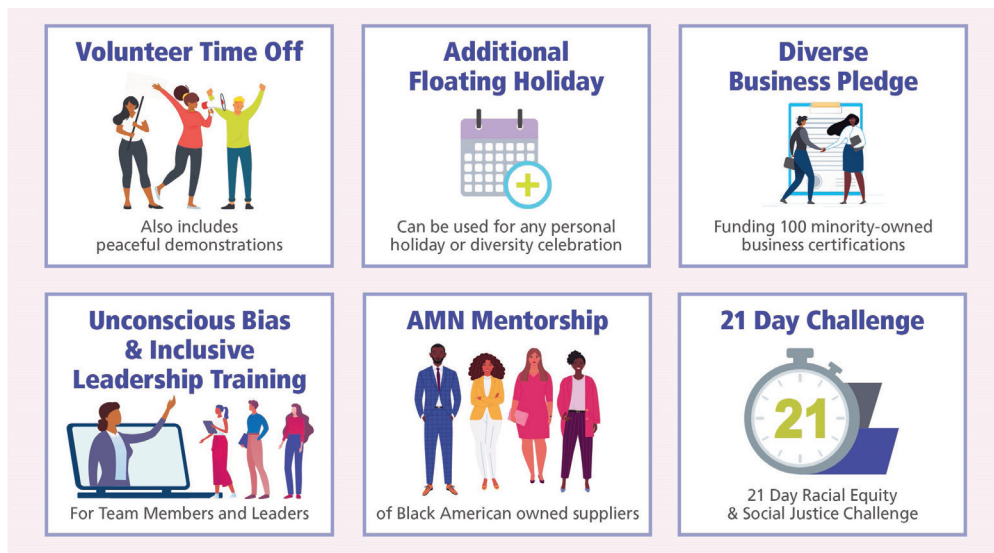 Volunteer Time Off
Also includes
peaceful demonstrations
Additional
Floating Holiday
Can be used for any personal
holiday or diversity celebration
Diverse
Business Pledge
Funding 100 minority-owned
business certifications
Unconscious Bias
& Inclusive
Leadership Training
For Team Members and Leaders
AMN Mentorship
of Black American owned suppliers
21 Day Challenge
21
21 Day Racial Equity
& Social Justice Challenge